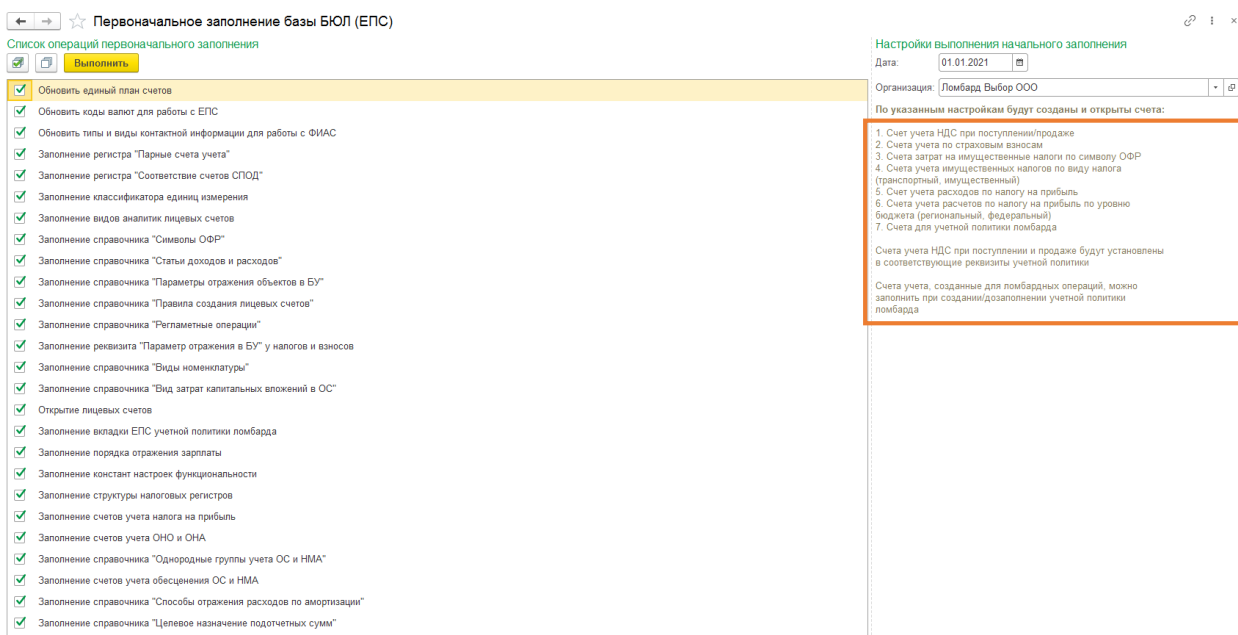 Первоначальное заполнение базы БЮЛ (ЕПС)
Список операций первоначального заполнения
Выполнить
Обновить единый план счетов
Обновить коды валют для работы с ЕПС
Обновить типы и виды контактной информации для работы с ФИАС
Заполнение регистра "Парные счета учета"
Заполнение регистра "Соответствие счетов СПОД"
Заполнение классификатора единиц измерения
Заполнение видов аналитик лицевых счетов
Заполнение справочника "Символы ОФР"
Заполнение справочника "Статьи доходов и расходов"
Заполнение справочника "Параметры отражения объектов в БУ"
Заполнение справочника "Правила создания лицевых счетов"
Заполнение справочника "Регламетные операции"
Заполнение реквизита "Параметр отражения в БУ" у налогов и взносов
Заполнение справочника "Виды номенклатуры"
Заполнение справочника "Вид затрат капитальных вложений в ОС"
Открытие лицевых счетов
Заполнение вкладки ЕПС учетной политики ломбарда
Заполнение порядка отражения зарплаты
Заполнение констант настроек функциональности
Заполнение структуры налоговых регистров
Заполнение счетов учета налога на прибыль
Заполнение счетов учета ОНО и ОНА
Заполнение справочника "Однородные группы учета ОС и НМА"
Заполнение счетов учета обесценения ОС и НМА
Заполнение справочника "Способы отражения расходов по амортизации"
Заполнение справочника "Целевое назначение подотчетных сумм"
Настройки выполнения начального заполнения
Дата: 01.01.2021
Организация: Ломбард Выбор ООО
По указанным настройкам будут созданы и открыты счета:
1. Счет учета НДС при поступлении/продаже
2. Счета учета по страховым взносам
3. Счета затрат на имущественные налоги по символу ОФР
4. Счета учета имущественных налогов по виду налога
(транспортный, имущественный)
5. Счет учета расходов по налогу на прибыль
6. Счета учета расчетов по налогу на прибыль по уровню
бюджета (региональный, федеральный)
7. Счета для учетной политики ломбарда
Счета учета НДС при поступлении и продаже будут установлены
в соответствующие реквизиты учетной политики
Счета учета, созданные для ломбардных операций, можно
заполнить при создании/дозаполнении учетной политики
ломбарда